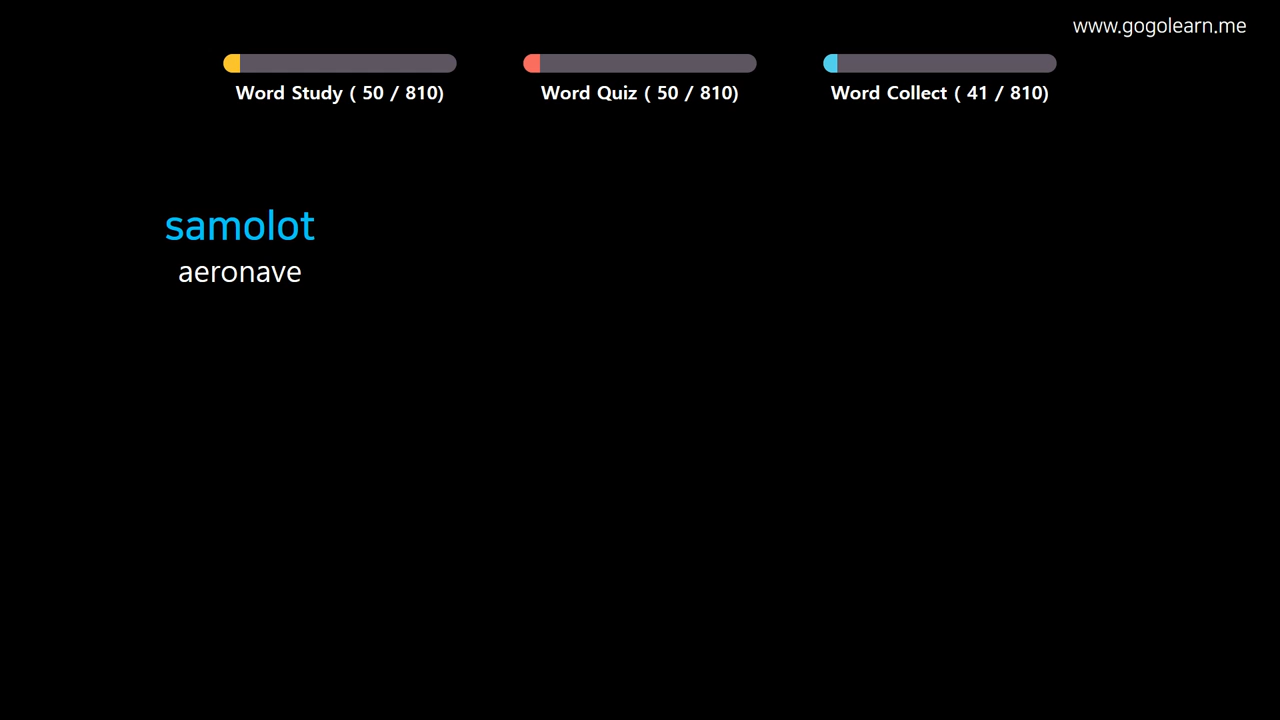 www.gogolearn.me
Word Study ( 50 / 810)
Word Quiz ( 50 / 810)
Word Collect ( 41 / 810)
samolot
aeronave